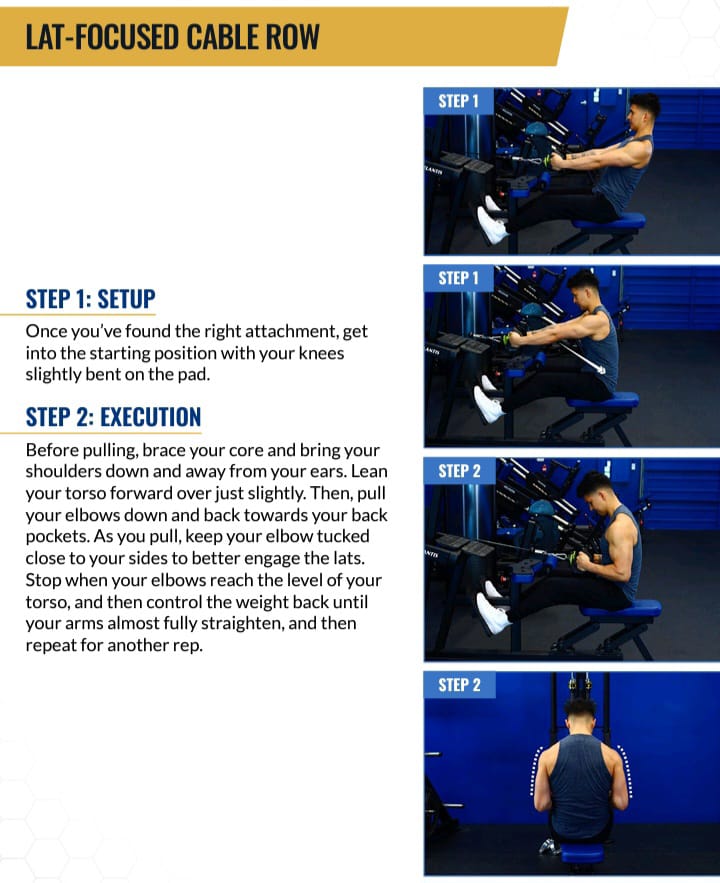 LAT-FOCUSED CABLE ROW
STEP 1: SETUP
Once you’ve found the right attachment, get
into the starting position with your knees
slightly bent on the pad.
STEP 2: EXECUTION
Before pulling, brace your core and bring your
shoulders down and away from your ears. Lean
your torso forward over just slightly. Then, pull
your elbows down and back towards your back
pockets. As you pull, keep your elbow tucked
close to your sides to better engage the lats.
Stop when your elbows reach the level of your
torso, and then control the weight back until
your arms almost fully straighten, and then
repeat for another rep.
STEP 1
STEP 1
STEP 2
STEP 2